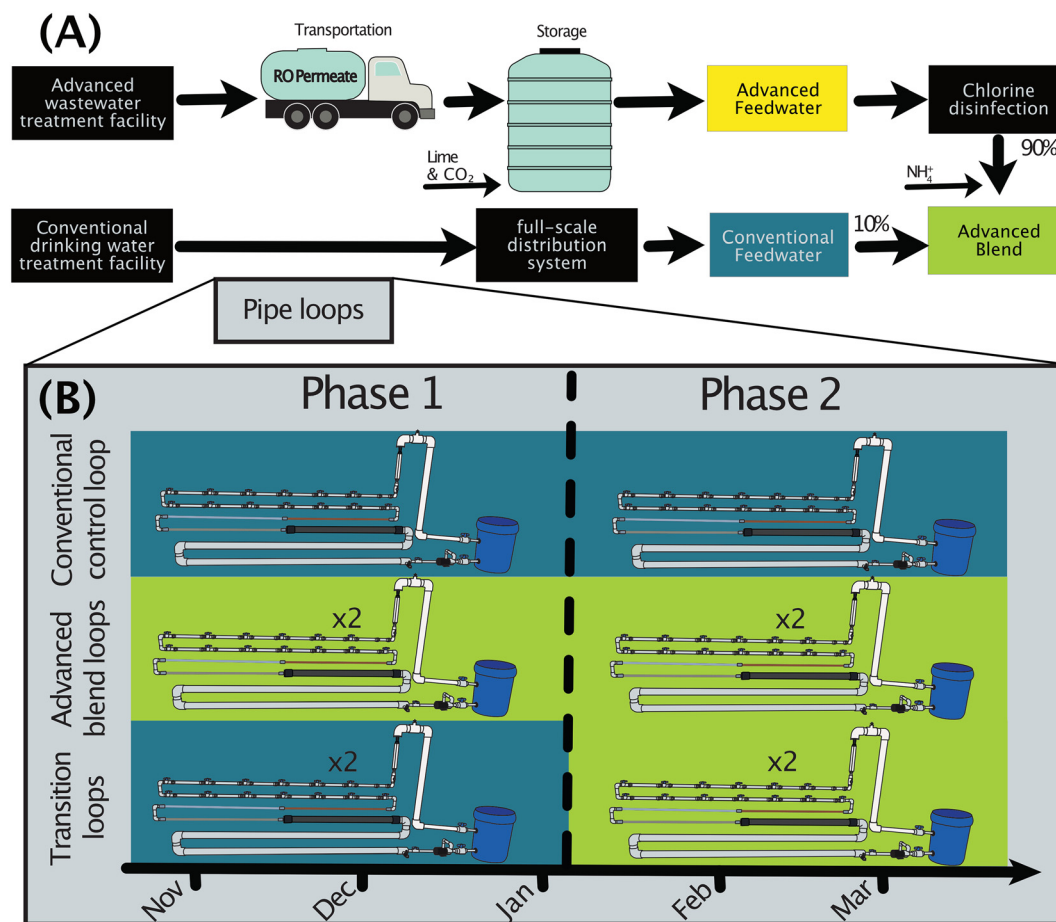 (A)
Transportation
Storage
Advanced
wastewater
treatment facility
RO Permeate
Advanced
Feedwater
Chlorine
disinfection
90%
Lime
& CO₂
NH₄⁺
Conventional
drinking water
treatment facility
full-scale
distribution
system
Conventional
Feedwater
10%
Advanced
Blend
Pipe loops
(B)
Phase 1
Phase 2
Conventional
control loop
Advanced
blend loops
x2
x2
Transition
loops
x2
x2
Nov
Dec
Jan
Feb
Mar